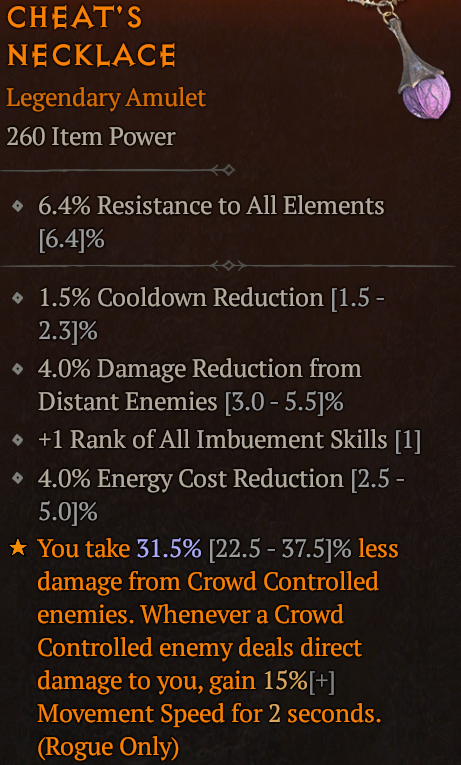 CHEAT'S
NECKLACE
Legendary Amulet
260 Item Power
6.4% Resistance to All Elements
[6.4]%
1.5% Cooldown Reduction [1.5 -
2.3]%
4.0% Damage Reduction from
Distant Enemies [3.0 - 5.5]%
+1 Rank of All Imbuement Skills [1]
4.0% Energy Cost Reduction [2.5 -
5.0]%
You take 31.5% [22.5 - 37.5]% less
damage from Crowd Controlled
enemies. Whenever a Crowd
Controlled enemy deals direct
damage to you, gain 15%[+]
Movement Speed for 2 seconds.
(Rogue Only)